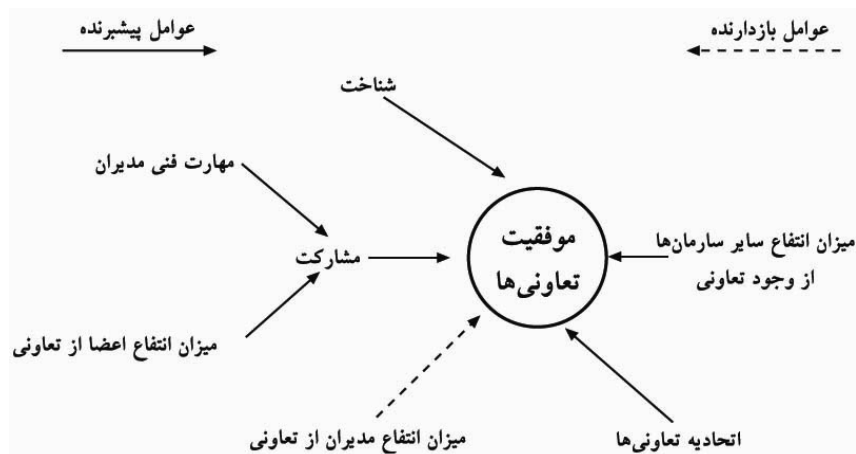 عوامل بازدارنده
عوامل پیشبرنده
شناخت
مهارت فنی مدیران
موفقیت
تعاونی‌ها
میزان انتفاع سایر سارمان‌ها
از وجود تعاونی
مشارکت
میزان انتفاع اعضا از تعاونی
اتحادیه تعاونی‌ها
میزان انتفاع مدیران از تعاونی